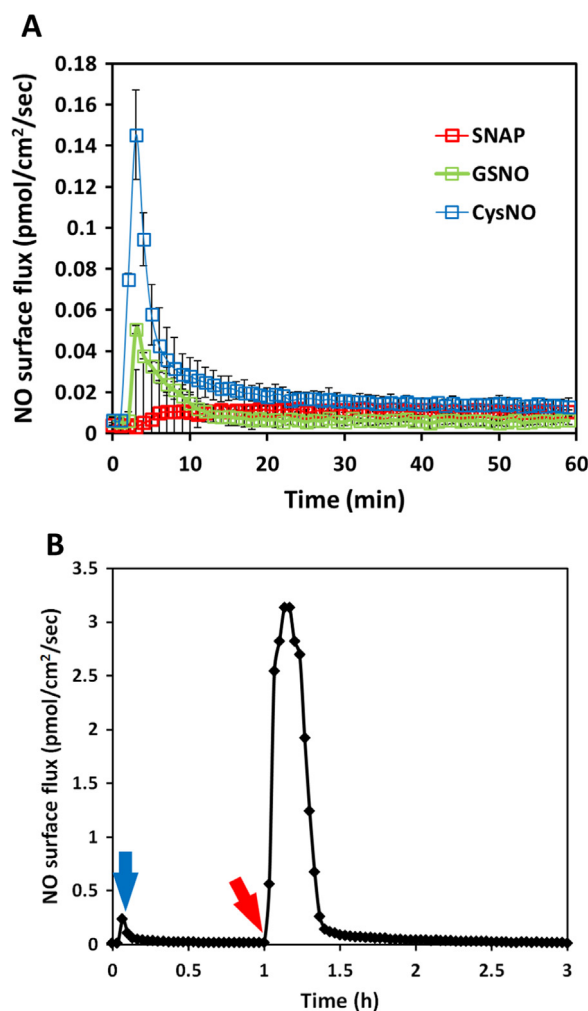 A
NO surface flux (pmol/cm²/sec)
0.18
0.16
0.14
0.12
0.1
0.08
0.06
0.04
0.02
0
SNAP
GSNO
CysNO
0 10 20 30 40 50 60
Time (min)
B
NO surface flux (pmol/cm²/sec)
3.5
3
2.5
2
1.5
1
0.5
0
0 0.5 1 1.5 2 2.5 3
Time (h)